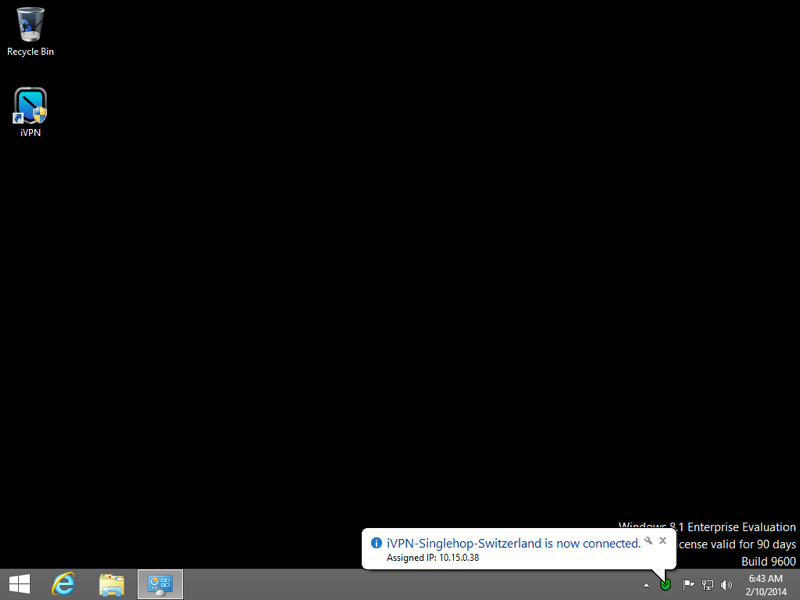 Recycle Bin
iVPN
Windows 8.1 Enterprise Evaluation
cense valid for 90 days
Build 9600
iVPN-Singlehop-Switzerland is now connected.
Assigned IP: 10.15.0.38
6:43 AM
2/10/2014